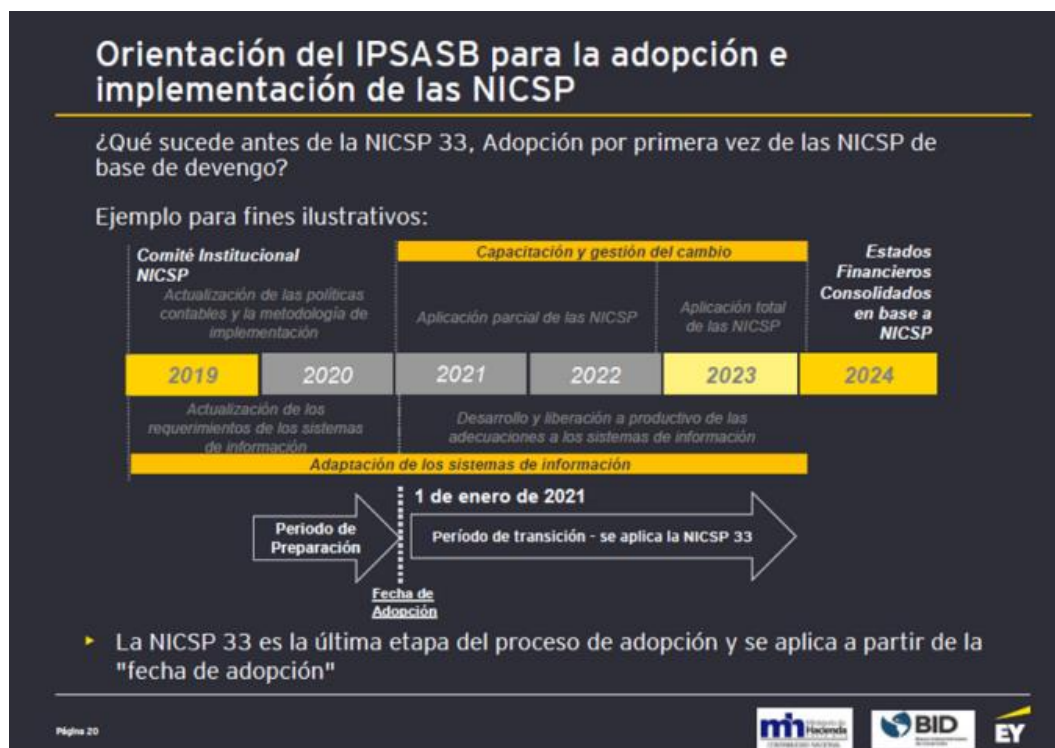 Orientación del IPSASB para la adopción e
implementación de las NICSP
¿Qué sucede antes de la NICSP 33, Adopción por primera vez de las NICSP de
base de devengo?
Ejemplo para fines ilustrativos:
Comité Institucional
NICSP
Actualización de las políticas
contables y la metodología de
implementación
Capacitación y gestión del cambio
Aplicación parcial de las NICSP
Aplicación total
de las NICSP
Estados
Financieros
Consolidados
en base a
NICSP
2019
2020
2021
2022
2023
2024
Actualización de los
requerimientos de los sistemas
de información
Desarrollo y liberación a productivo de las
adecuaciones a los sistemas de información
Adaptación de los sistemas de información
1 de enero de 2021
Periodo de
Preparación
Período de transición - se aplica la NICSP 33
Fecha de
Adopción
La NICSP 33 es la última etapa del proceso de adopción y se aplica a partir de la
"fecha de adopción"
Página 20
mh
Ministerio de
Hacienda
CONTABILIDAD NACIONAL
BID
EY